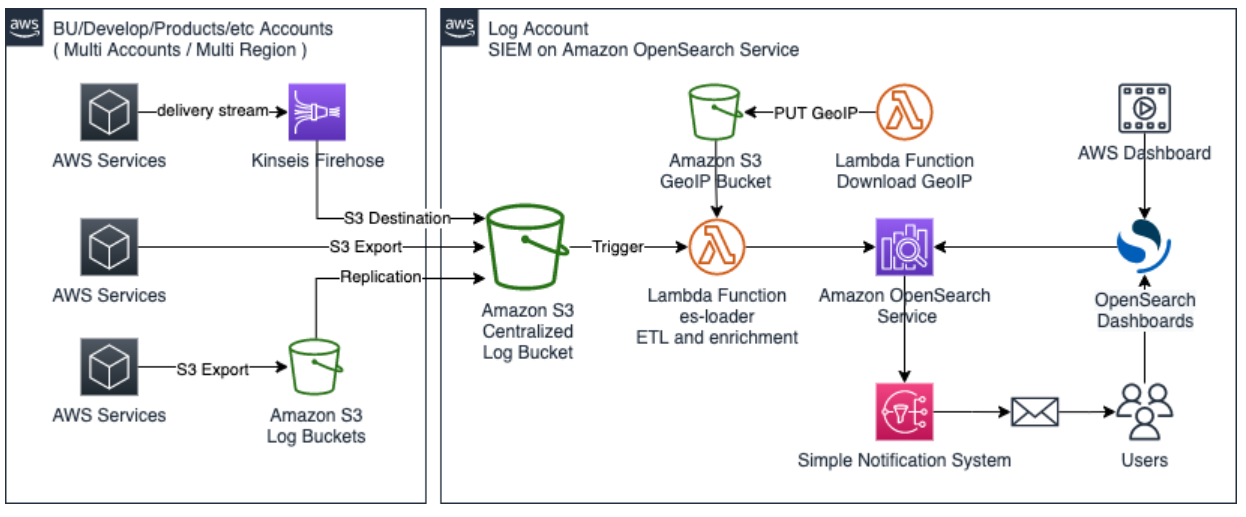 aws
BU/Develop/Products/etc Accounts
( Multi Accounts / Multi Region )
AWS Services
delivery stream
Kinseis Firehose
S3 Destination
AWS Services
S3 Export
Replication
AWS Services
S3 Export
Amazon S3
Log Buckets
aws
Log Account
SIEM on Amazon OpenSearch Service
Amazon S3
GeoIP Bucket
PUT GeoIP
Lambda Function
Download GeoIP
AWS Dashboard
Amazon S3
Centralized
Log Bucket
Trigger
Lambda Function
es-loader
ETL and enrichment
Amazon OpenSearch
Service
OpenSearch
Dashboards
Simple Notification System
Users